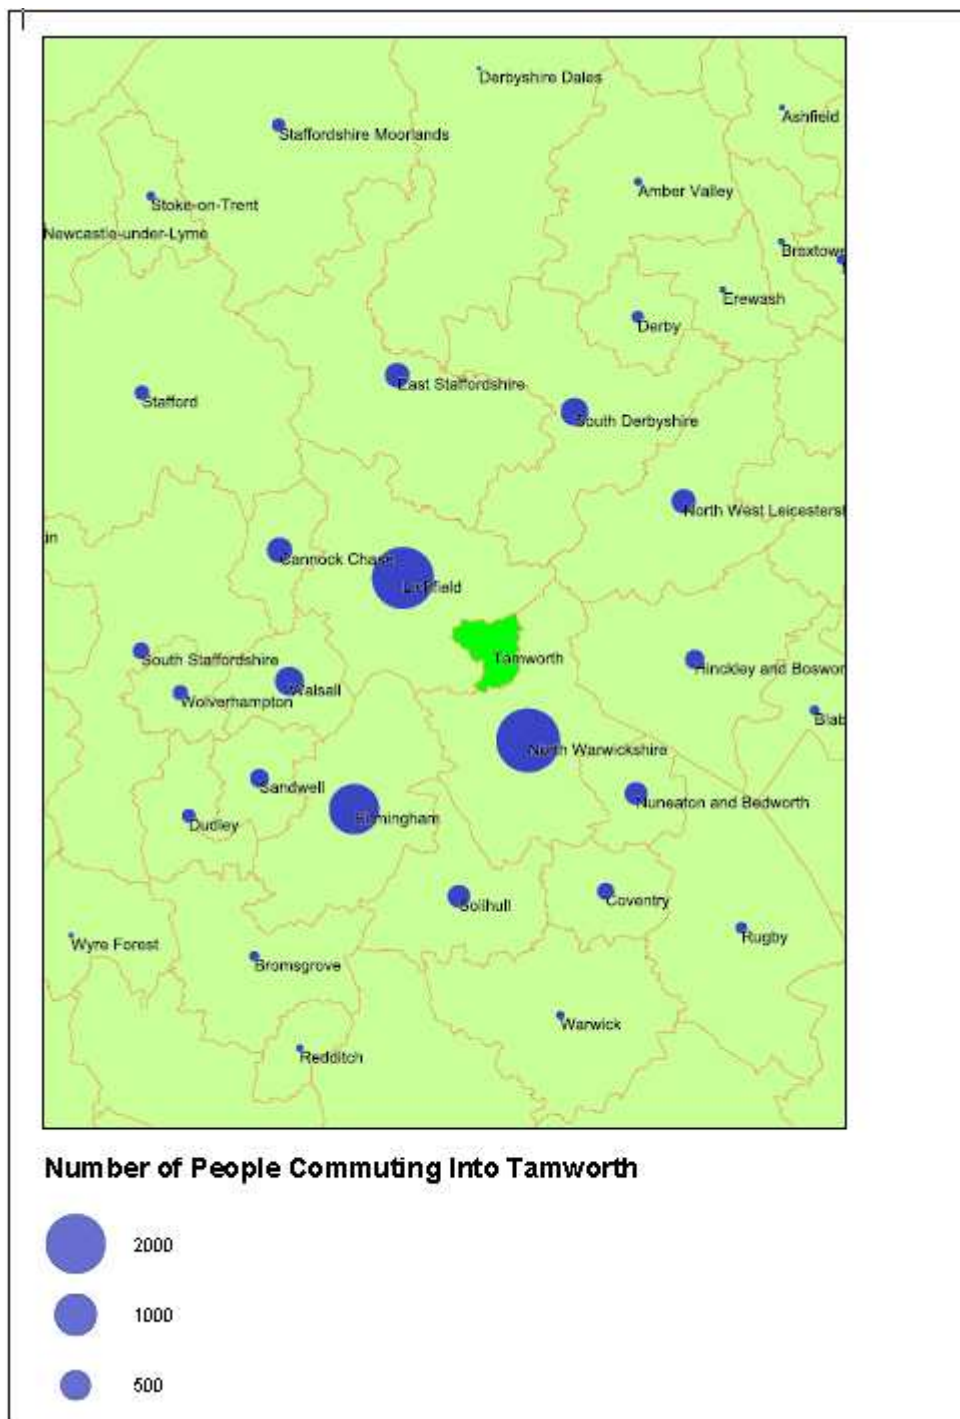 Derbyshire Dales
Ashfield
Staffordshire Moorlands
Amber Valley
Stoke-on-Trent
Newcastle-under-Lyme
Broxtow
Erewash
Derby
East Staffordshire
Stafford
South Derbyshire
North West Leicesters
in
Cannock Chase
Lichfield
Tamworth
South Staffordshire
Hinckley and Boswor
Walsall
Wolverhampton
Blab
North Warwickshire
Sandwell
Nuneaton and Bedworth
Birmingham
Dudley
Solihull
Coventry
Rugby
Wyre Forest
Bromsgrove
Warwick
Redditch
Number of People Commuting Into Tamworth
2000
1000
500